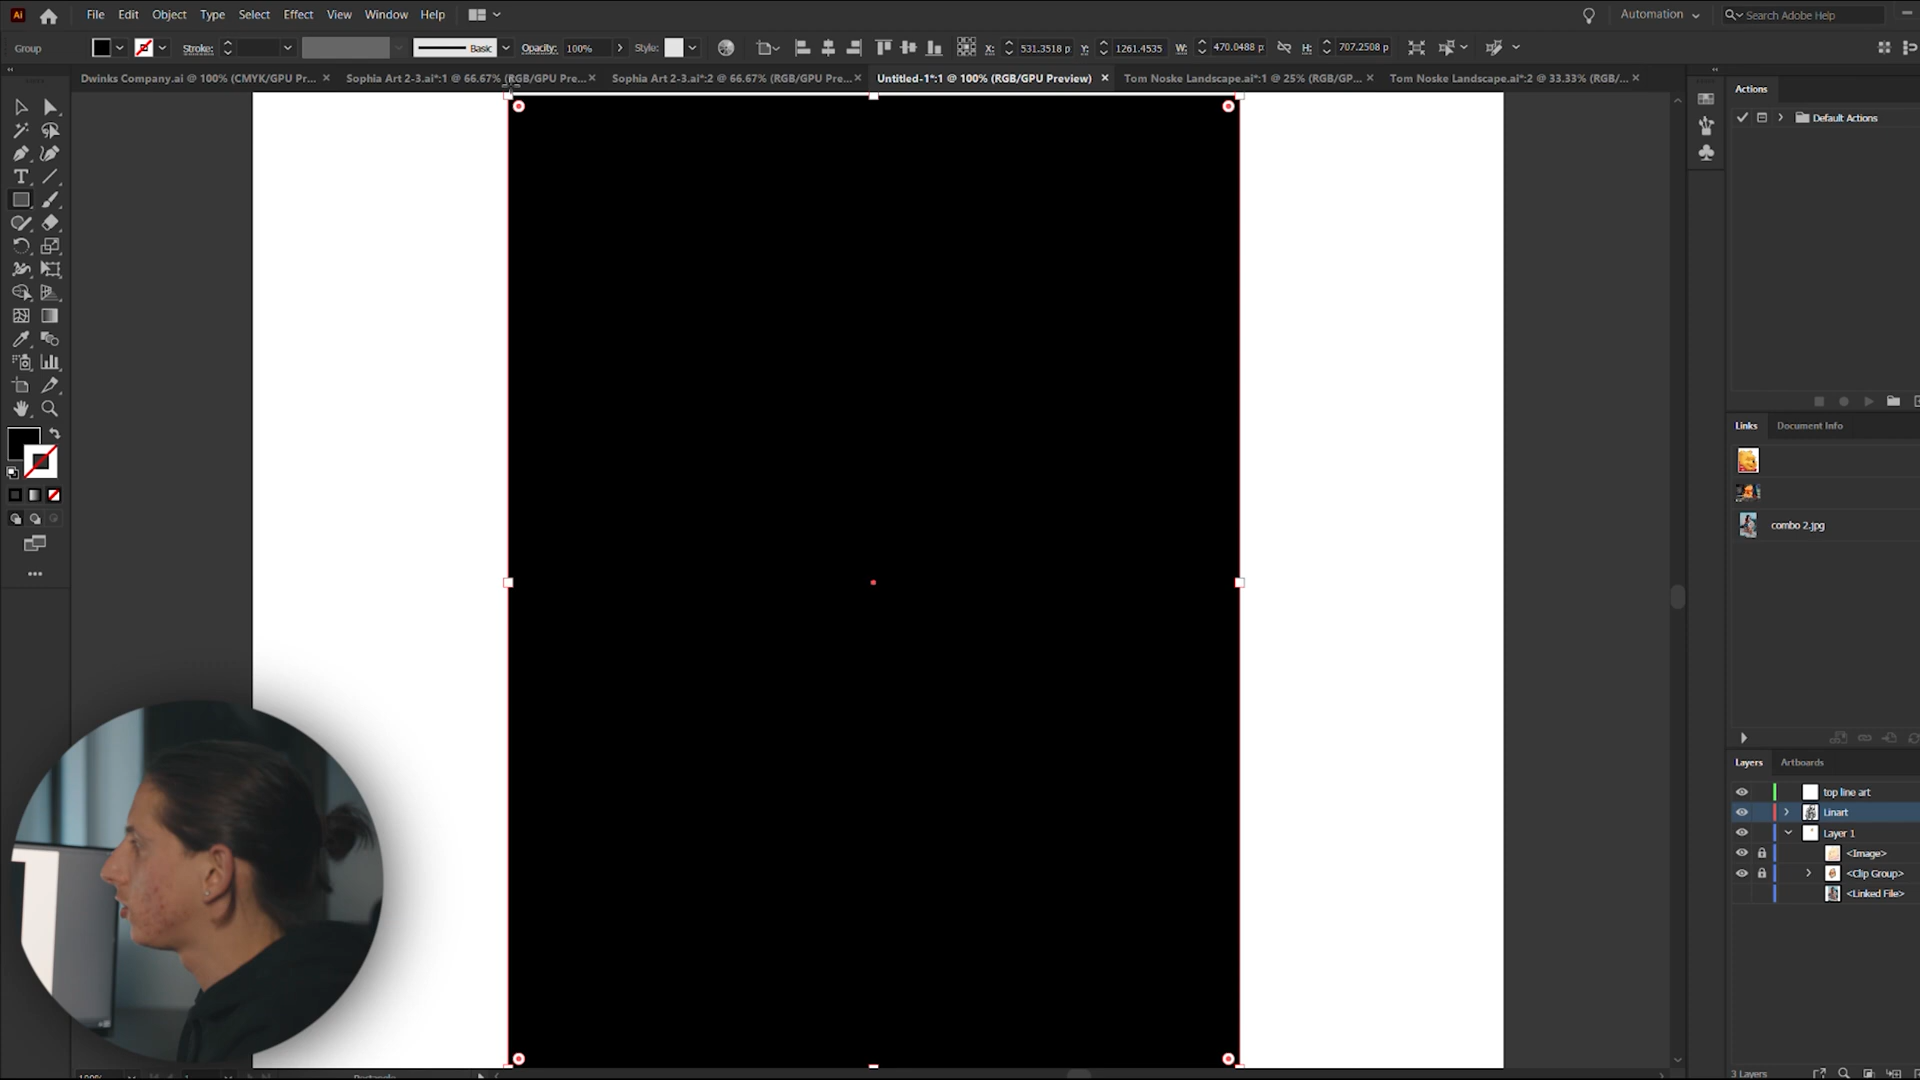 Ai File Edit Object Type Select Effect View Window Help Automation Search Adobe Help
Group Stroke: Basic Opacity: 100% Style: X: 531.3518 p Y: 1261.4535 W: 470.0488 p H: 707.2508 p
Dwinks Company.ai @ 100% (CMYK/GPU Pr... Sophia Art 2-3.ai*:1 @ 66.67% (RGB/GPU Pre... Sophia Art 2-3.ai*:2 @ 66.67% (RGB/GPU Pre... Untitled-1*:1 @ 100% (RGB/GPU Preview) Tom Noske Landscape.ai*:1 @ 25% (RGB/GP... Tom Noske Landscape.ai*:2 @ 33.33% (RGB/...
Actions
Default Actions
Links Document Info
combo 2.jpg
Layers Artboards
top line art
Linart
Layer 1
<Image>
<Clip Group>
<Linked File>
3 Layers